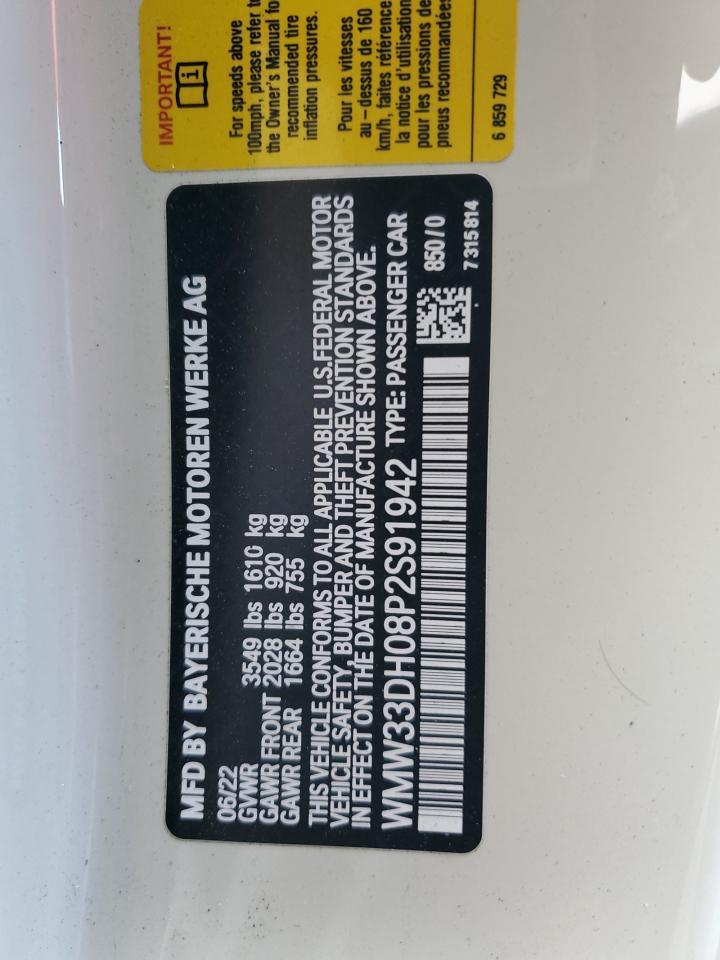 IMPORTANT!
For speeds above
100mph, please refer to
the Owner's Manual fo
recommended tire
inflation pressures.
Pour les vitesses
au-dessus de 160
km/h, faites référence
la notice d'utilisation
pour les pressions de
pneus recommandées
6 859 729
MFD BY BAYERISCHE MOTOREN WERKE AG
06/22
GVWR 3549 lbs 1610 kg
GAWR FRONT 2028 lbs 920 kg
GAWR REAR 1664 lbs 755 kg
THIS VEHICLE CONFORMS TO ALL APPLICABLE U.S.FEDERAL MOTOR
VEHICLE SAFETY, BUMPER AND THEFT PREVENTION STANDARDS
IN EFFECT ON THE DATE OF MANUFACTURE SHOWN ABOVE.
WMW33DH08P2S91942 TYPE: PASSENGER CAR
850/0
7 315 814